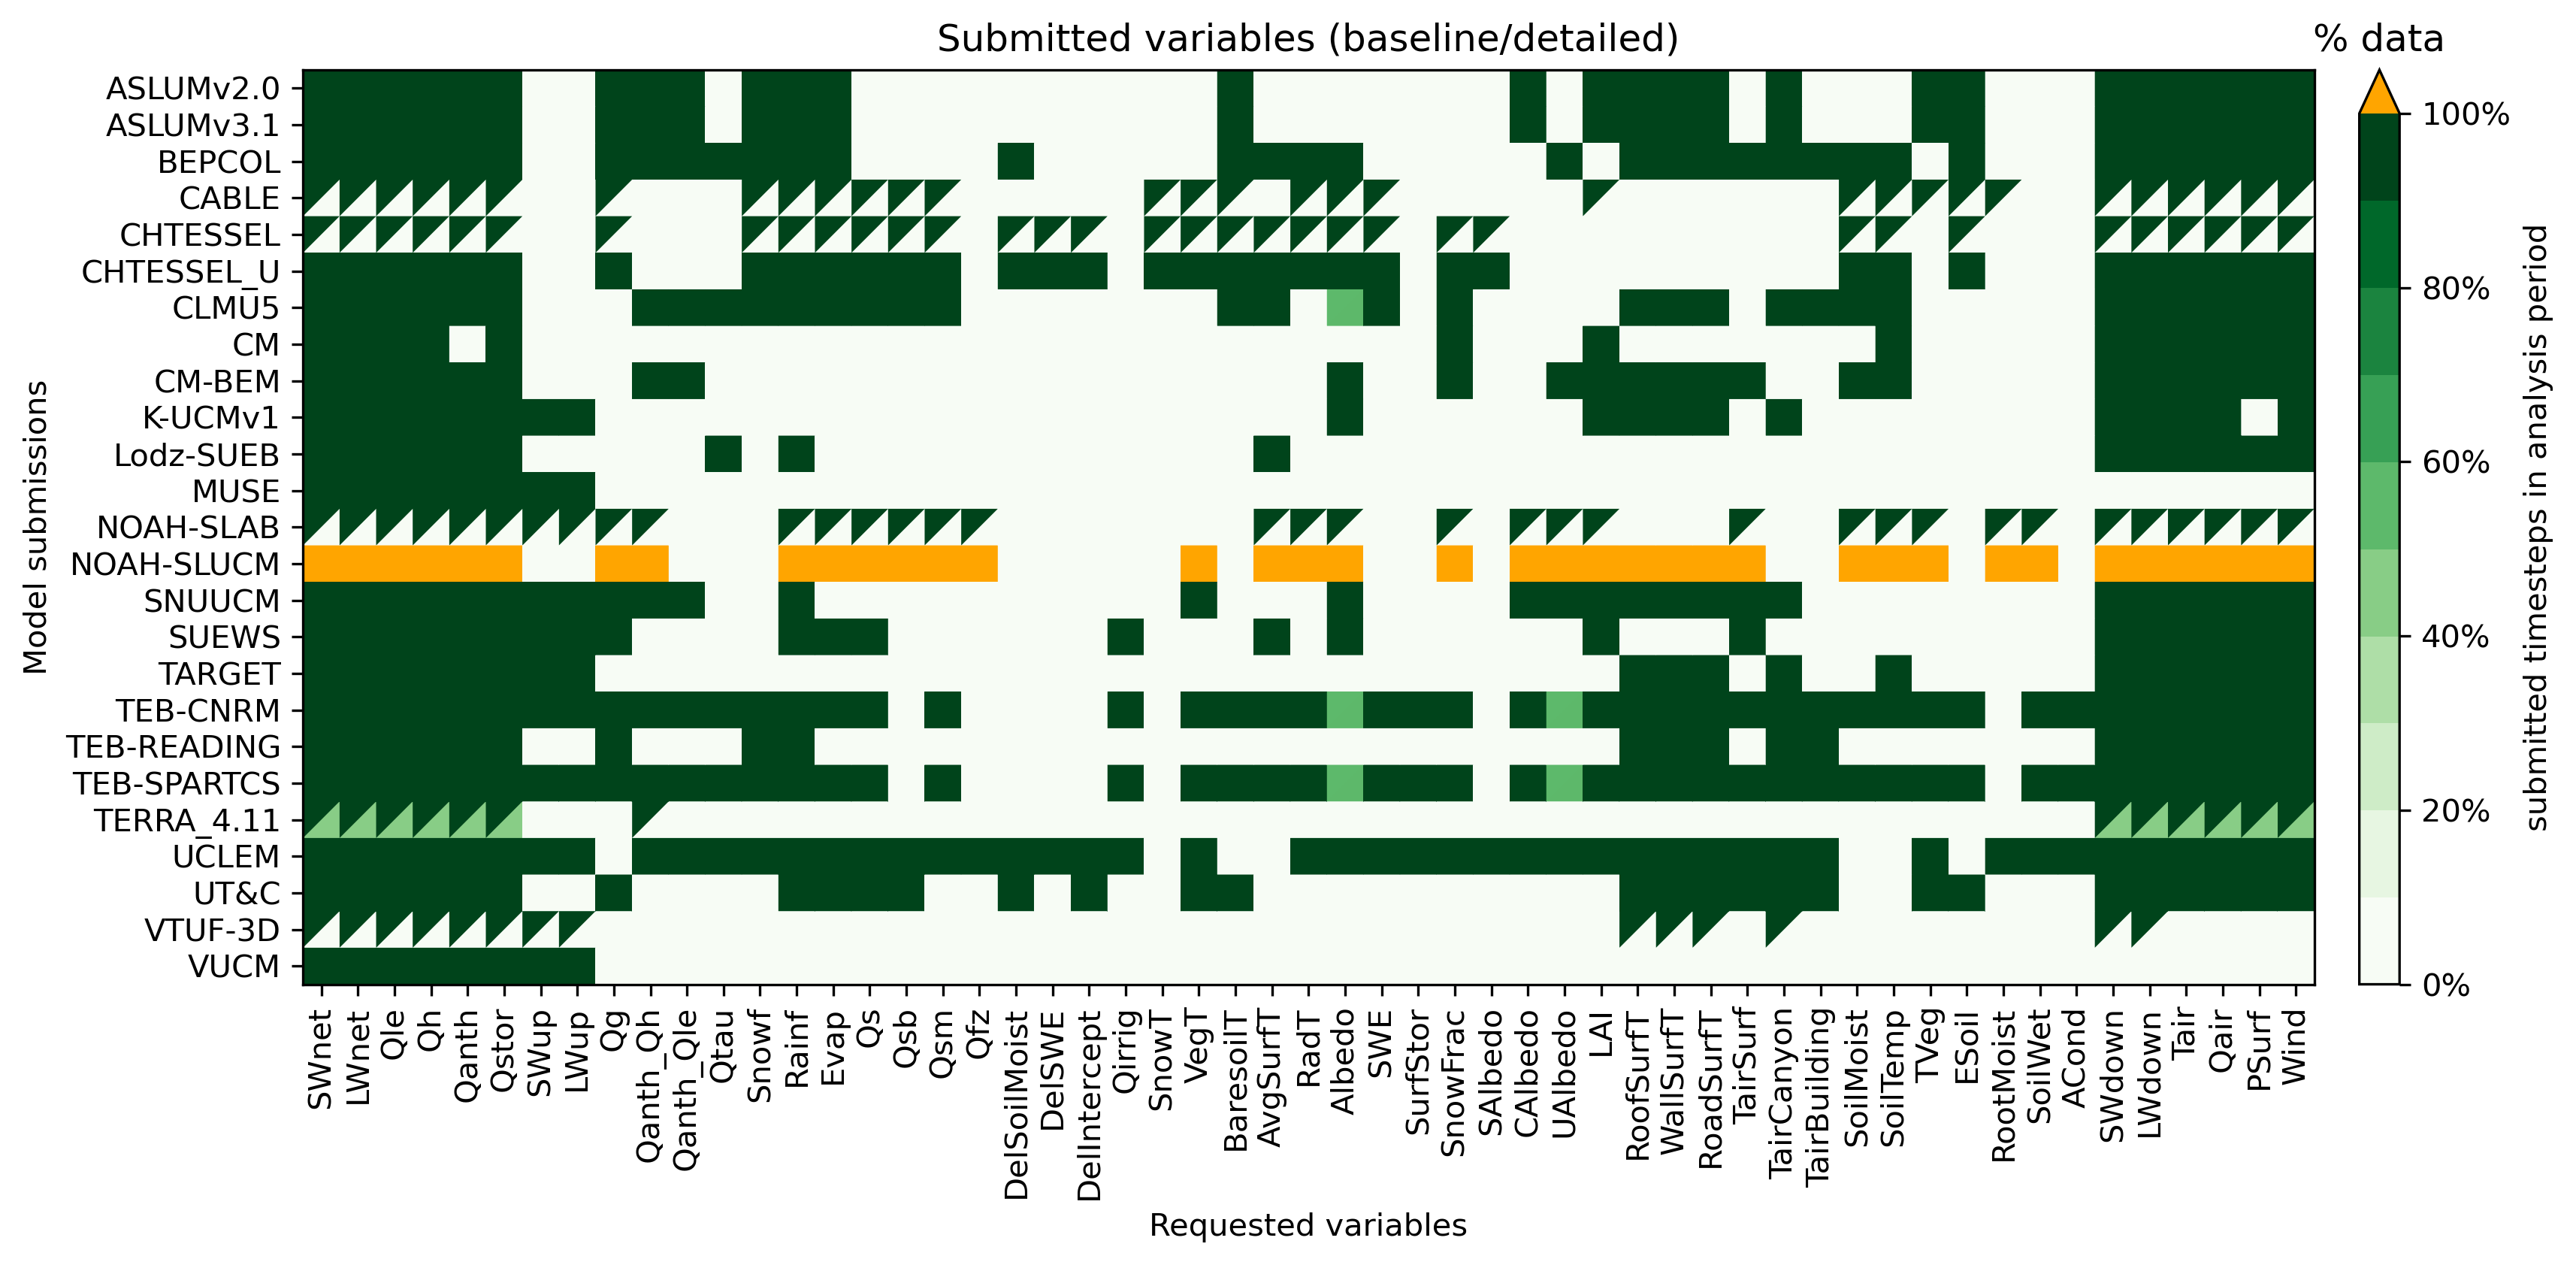 Submitted variables (baseline/detailed)
% data
Model submissions
ASLUMv2.0
ASLUMv3.1
BEPCOL
CABLE
CHTESSEL
CHTESSEL_U
CLMU5
CM
CM-BEM
K-UCMv1
Lodz-SUEB
MUSE
NOAH-SLAB
NOAH-SLUCM
SNUUCM
SUEWS
TARGET
TEB-CNRM
TEB-READING
TEB-SPARTCS
TERRA_4.11
UCLEM
UT&C
VTUF-3D
VUCM
SWnet
LWnet
Qle
Qh
Qanth
Qstor
SWup
LWup
Qg
Qanth_Qh
Qanth_Qle
Qtau
Snowf
Rainf
Evap
Qs
Qsb
Qsm
Qfz
DelSoilMoist
DelSWE
DelIntercept
Qirrig
SnowT
VegT
BaresoilT
AvgSurfT
RadT
Albedo
SWE
SurfStor
SnowFrac
SAlbedo
CAlbedo
UAlbedo
LAI
RoofSurfT
WallSurfT
RoadSurfT
TairSurf
TairCanyon
TairBuilding
SoilMoist
SoilTemp
TVeg
ESoil
RootMoist
SoilWet
ACond
SWdown
LWdown
Tair
Qair
PSurf
Wind
Requested variables
100%
80%
60%
40%
20%
0%
submitted timesteps in analysis period